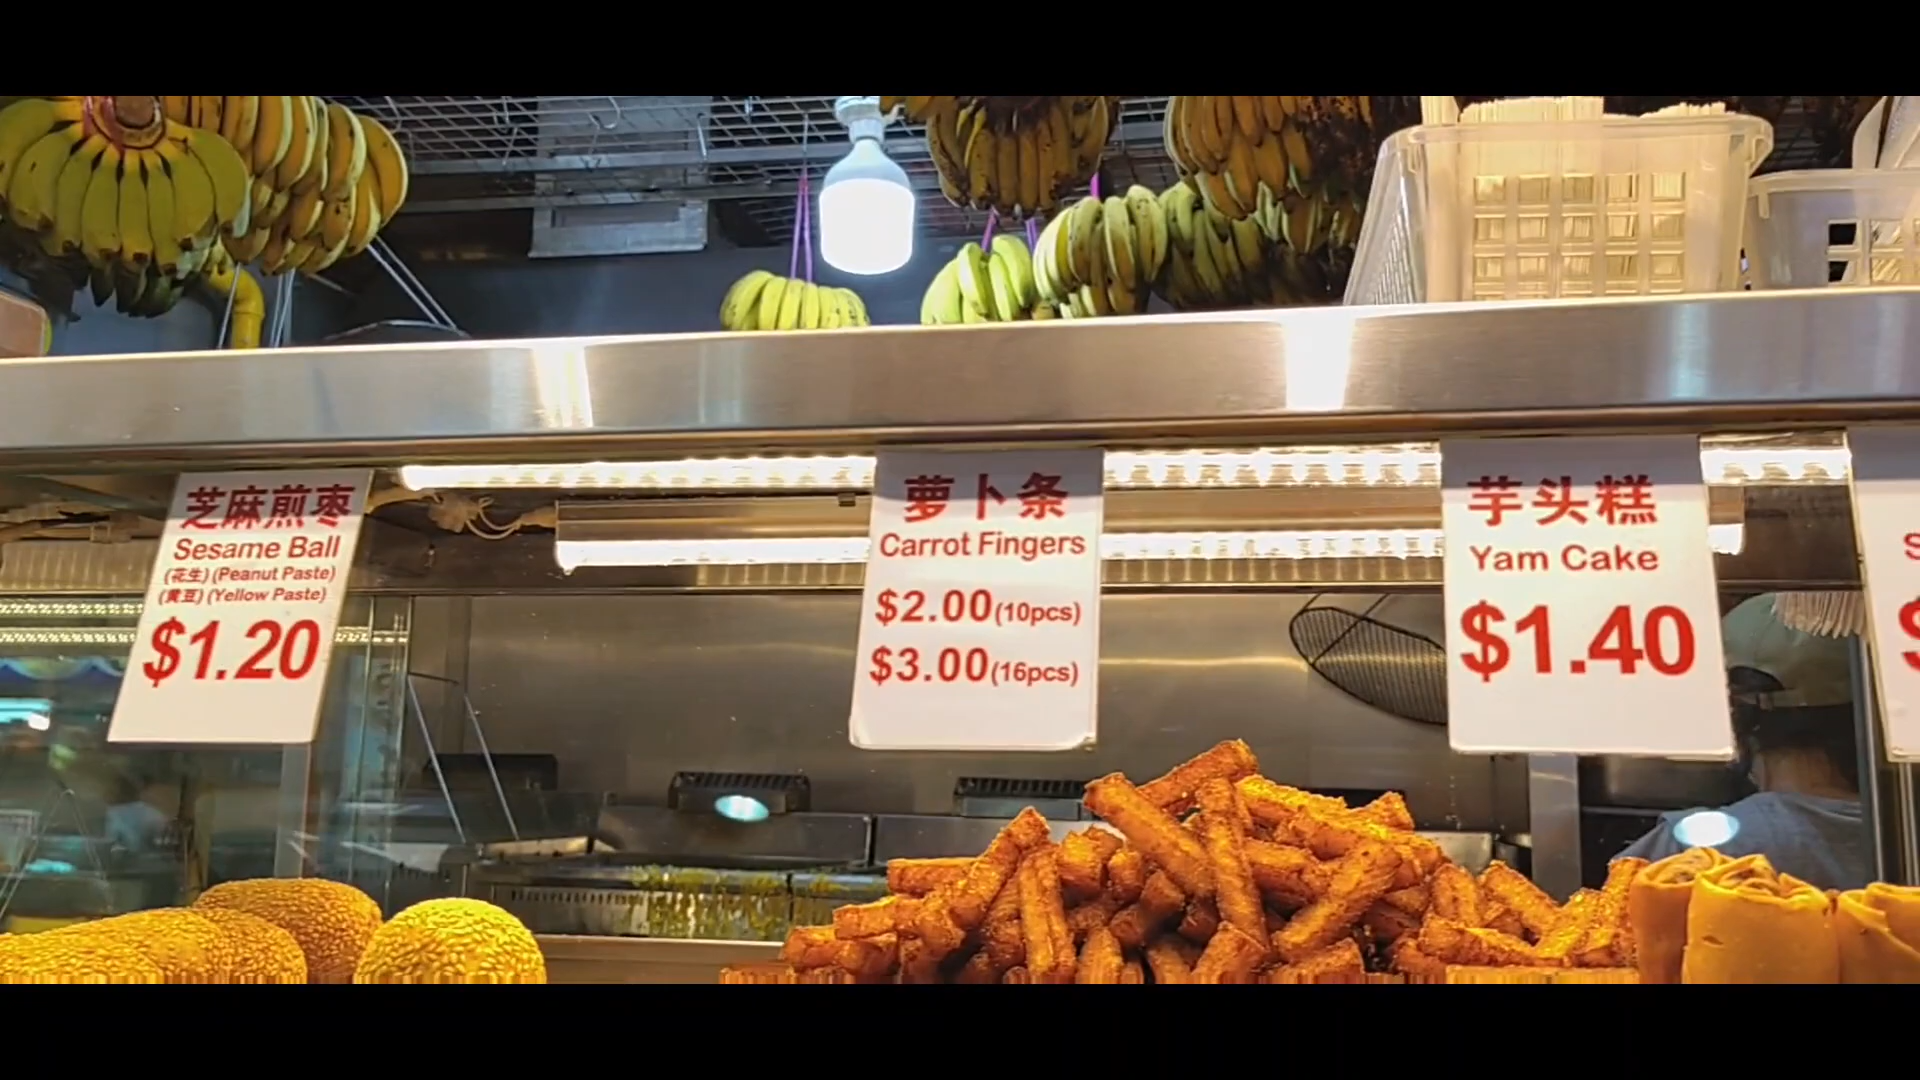 芝麻煎枣
Sesame Ball
(花生) (Peanut Paste)
(黄豆) (Yellow Paste)
$1.20
萝卜条
Carrot Fingers
$2.00(10pcs)
$3.00(16pcs)
芋头糕
Yam Cake
$1.40